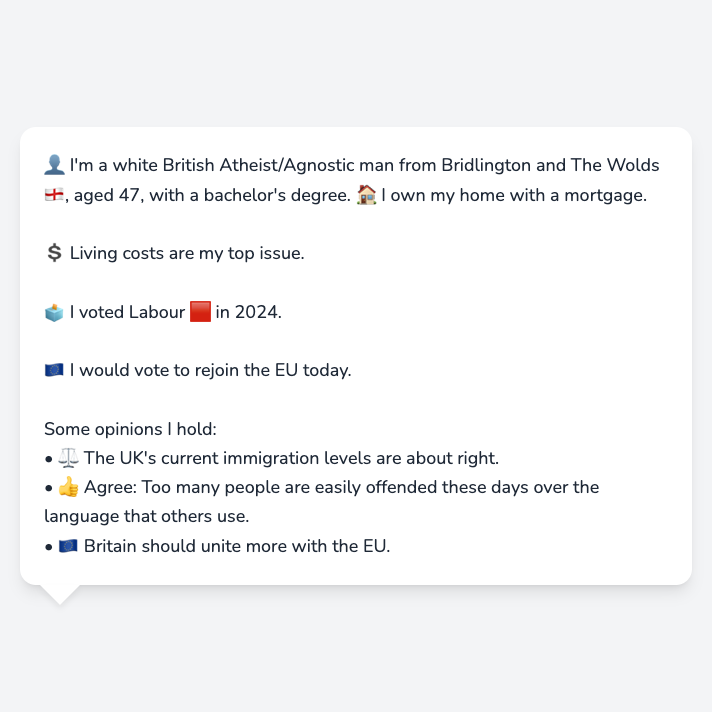 👤 I'm a white British Atheist/Agnostic man from Bridlington and The Wolds
🏴󠁧󠁢󠁥󠁮󠁧󠁿, aged 47, with a bachelor's degree. 🏠 I own my home with a mortgage.
💲 Living costs are my top issue.
🗳️ I voted Labour 🟥 in 2024.
🇪🇺 I would vote to rejoin the EU today.
Some opinions I hold:
• ⚖️ The UK's current immigration levels are about right.
• 👍 Agree: Too many people are easily offended these days over the
language that others use.
• 🇪🇺 Britain should unite more with the EU.